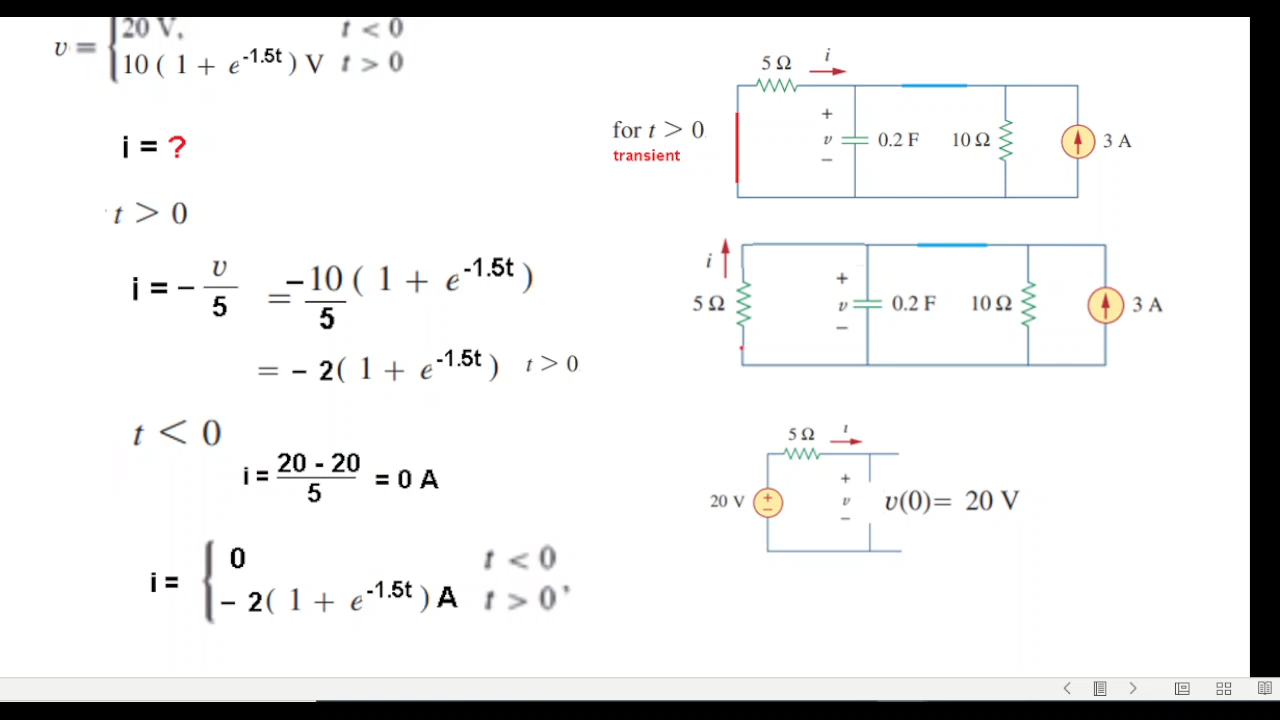 v = { 20 V, t < 0
10 ( 1 + e^-1.5t ) V t > 0
i = ?
t > 0
i = – v/5 = –10 ( 1 + e^-1.5t ) / 5
= – 2( 1 + e^-1.5t ) t > 0
t < 0
i = 20 - 20 / 5 = 0 A
i = { 0 t < 0
– 2( 1 + e^-1.5t ) A t > 0 ,
for t > 0
transient
5 Ω i
+ v – 0.2 F 10 Ω 3 A
i
5 Ω + v – 0.2 F 10 Ω 3 A
5 Ω i
20 V + – + v – v(0)= 20 V